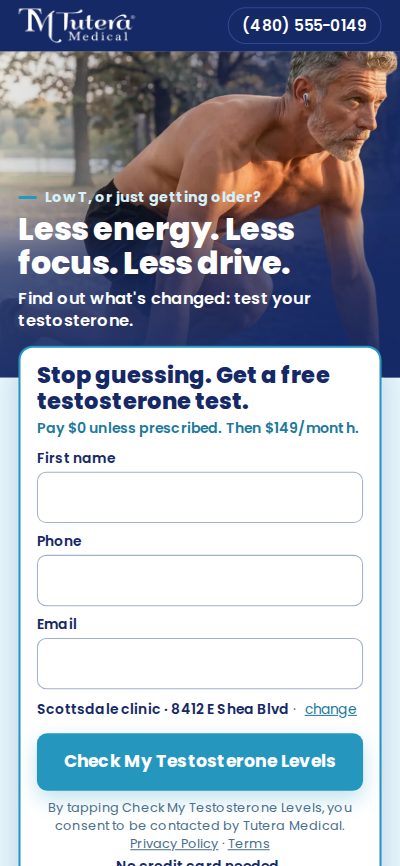 Tutera®
Medical
(480) 555-0149
Low T, or just getting older?
Less energy. Less
focus. Less drive.
Find out what's changed: test your
testosterone.
Stop guessing. Get a free
testosterone test.
Pay $0 unless prescribed. Then $149/month.
First name
Phone
Email
Scottsdale clinic · 8412 E Shea Blvd · change
Check My Testosterone Levels
By tapping Check My Testosterone Levels, you
consent to be contacted by Tutera Medical.
Privacy Policy · Terms
No credit card needed